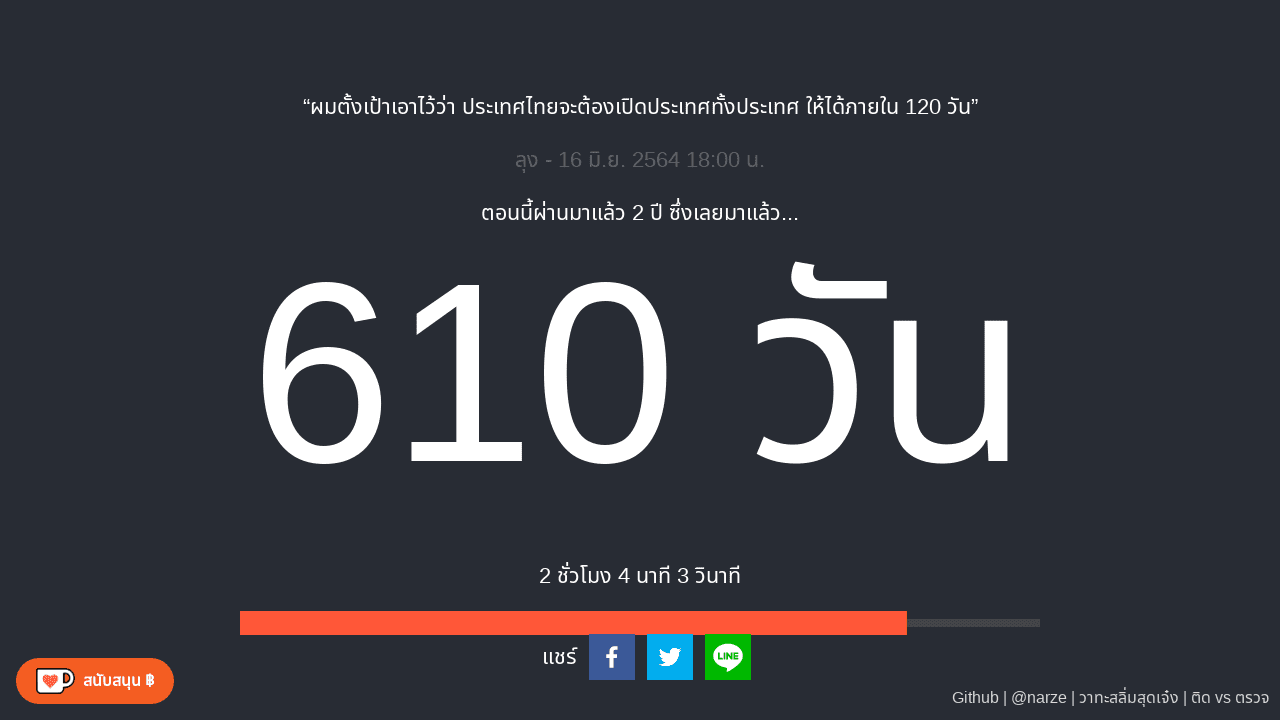 “ผมตั้งเป้าเอาไว้ว่า ประเทศไทยจะต้องเปิดประเทศทั้งประเทศ ให้ได้ภายใน 120 วัน”
ลุง - 16 มิ.ย. 2564 18:00 น.
ตอนนี้ผ่านมาแล้ว 2 ปี ซึ่งเลยมาแล้ว...
610 วัน
2 ชั่วโมง 4 นาที 3 วินาที
แชร์ LINE
สนับสนุน ฿
Github | @narze | วาทะสลิ่มสุดเจ๋ง | ติด vs ตรวจ